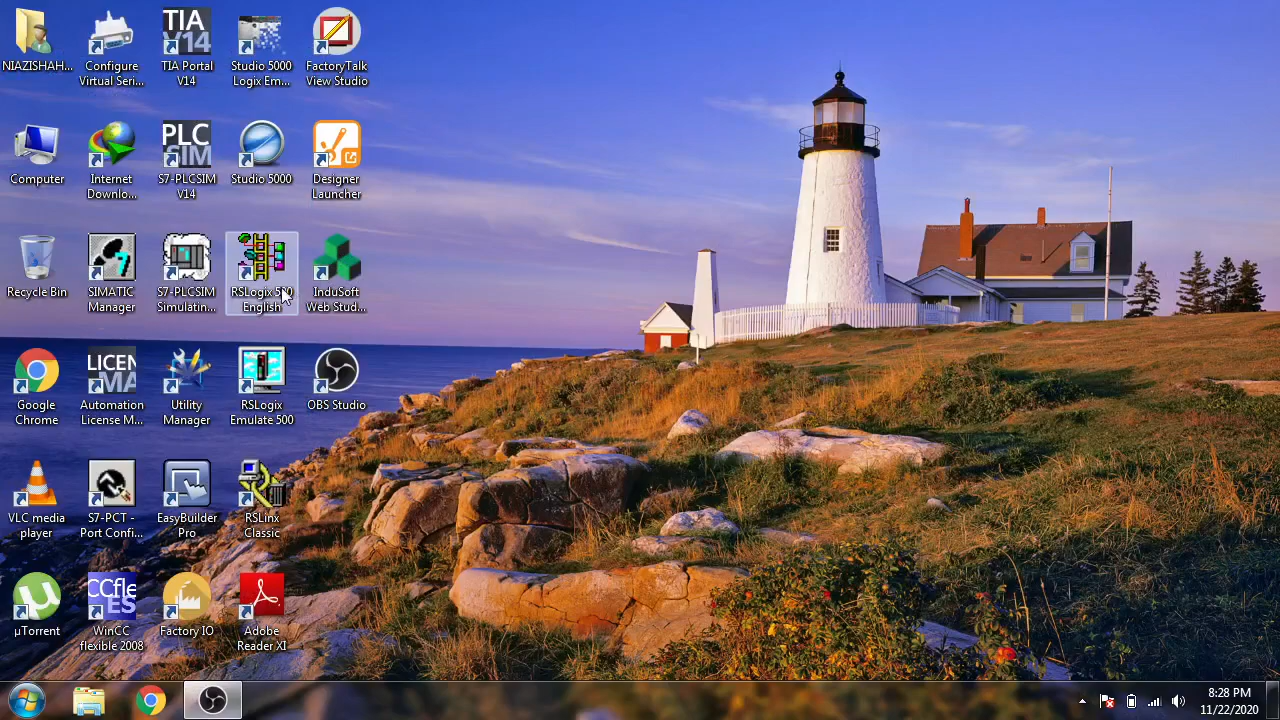 NIAZISHAH...
Configure
Virtual Seri...
TIA
V14
TIA Portal
V14
Studio 5000
Logix Em...
FactoryTalk
View Studio
Computer
Internet
Downlo...
PLC
SIM
S7-PLCSIM
V14
Studio 5000
Designer
Launcher
Recycle Bin
SIMATIC
Manager
S7-PLCSIM
Simulatin...
RSLogix 500
English
InduSoft
Web Stud...
Google
Chrome
LICEN
MA
Automation
License M...
Utility
Manager
RSLogix
Emulate 500
OBS Studio
VLC media
player
S7-PCT -
Port Confi...
EasyBuilder
Pro
RSLinx
Classic
µTorrent
CCfle
ES
WinCC
flexible 2008
Factory IO
Adobe
Reader XI
8:28 PM
11/22/2020